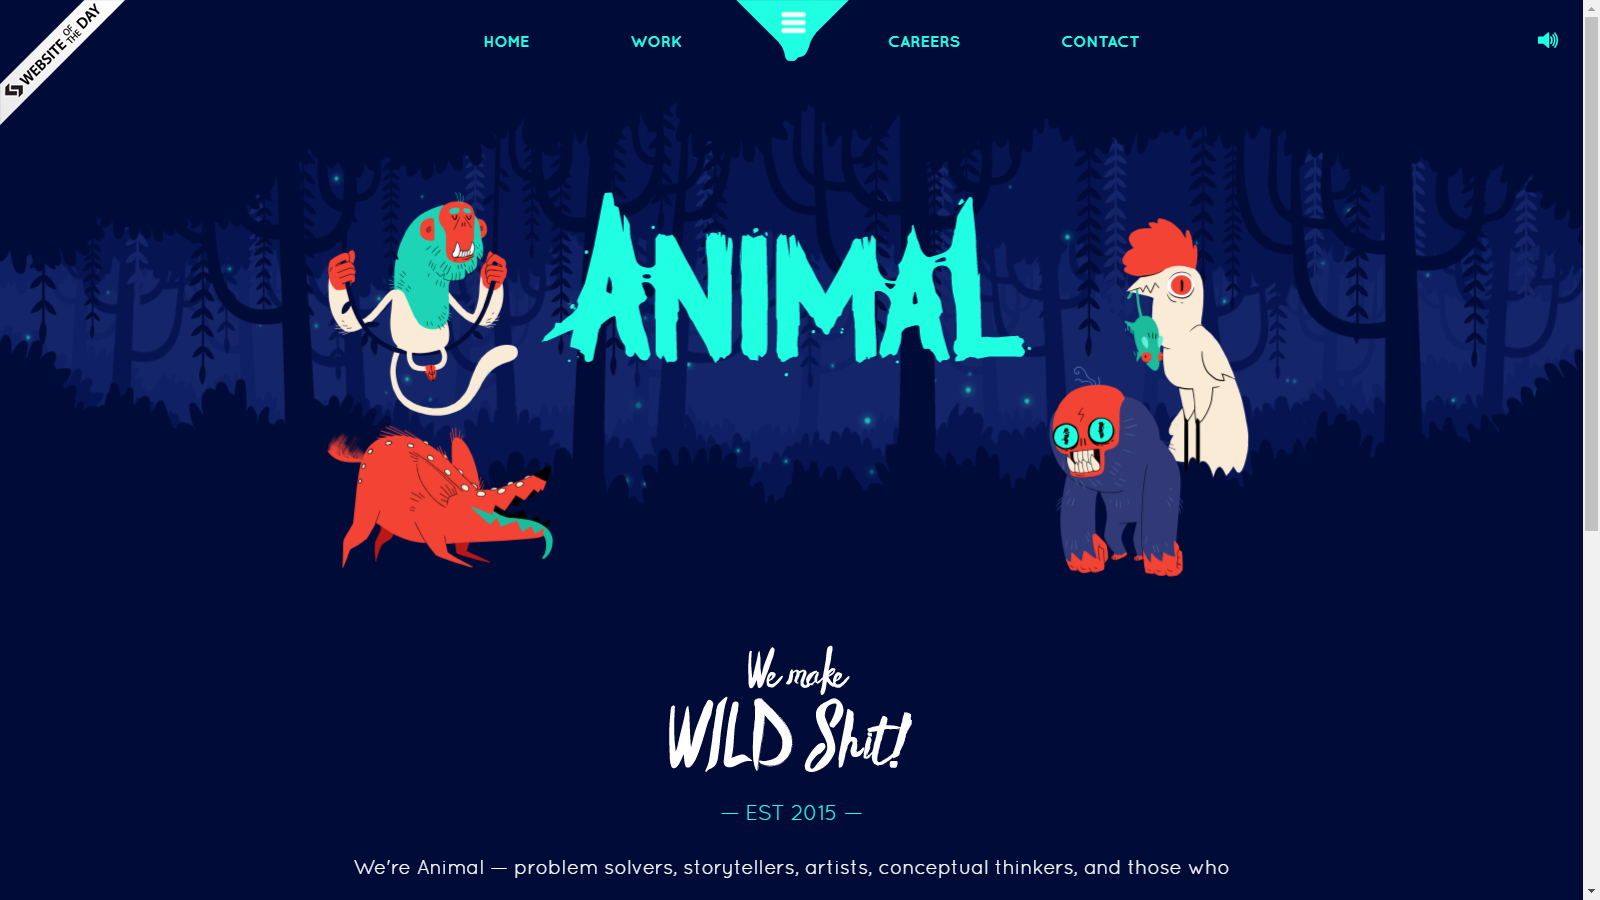 WEBSITE OF THE DAY
HOME WORK CAREERS CONTACT
ANIMAL
We make
WILD Shit!
— EST 2015 —
We're Animal — problem solvers, storytellers, artists, conceptual thinkers, and those who